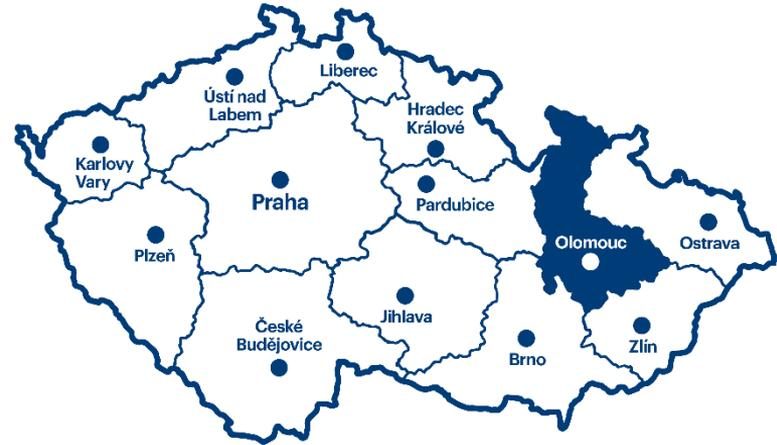 Liberec
Ústí nad
Labem
Hradec
Králové
Karlovy
Vary
Praha
Pardubice
Plzeň
Olomouc
Ostrava
Jihlava
České
Budějovice
Brno
Zlín